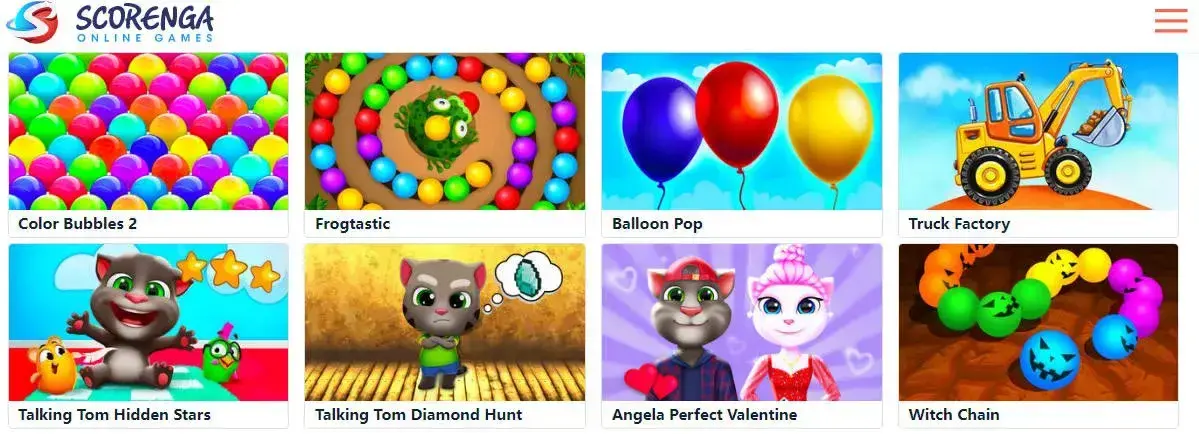 SCORENGA
ONLINE GAMES
Color Bubbles 2
Frogtastic
Balloon Pop
Truck Factory
Talking Tom Hidden Stars
Talking Tom Diamond Hunt
Angela Perfect Valentine
Witch Chain